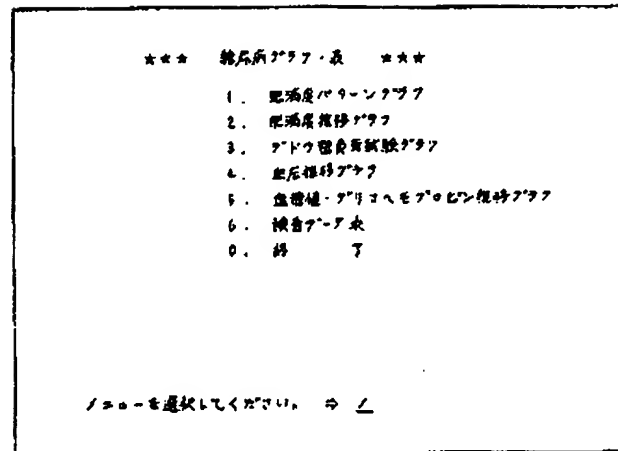 ☆☆☆ 糖尿病グラフ・表 ☆☆☆
1. 肥満度パターングラフ
2. 肥満度推移グラフ
3. ブドウ糖負荷試験グラフ
4. 血圧推移グラフ
5. 血糖値・グリコヘモグロビン推移グラフ
6. 検査データ表
0. 終 了
メニューを選択してください。 ⇒ 1